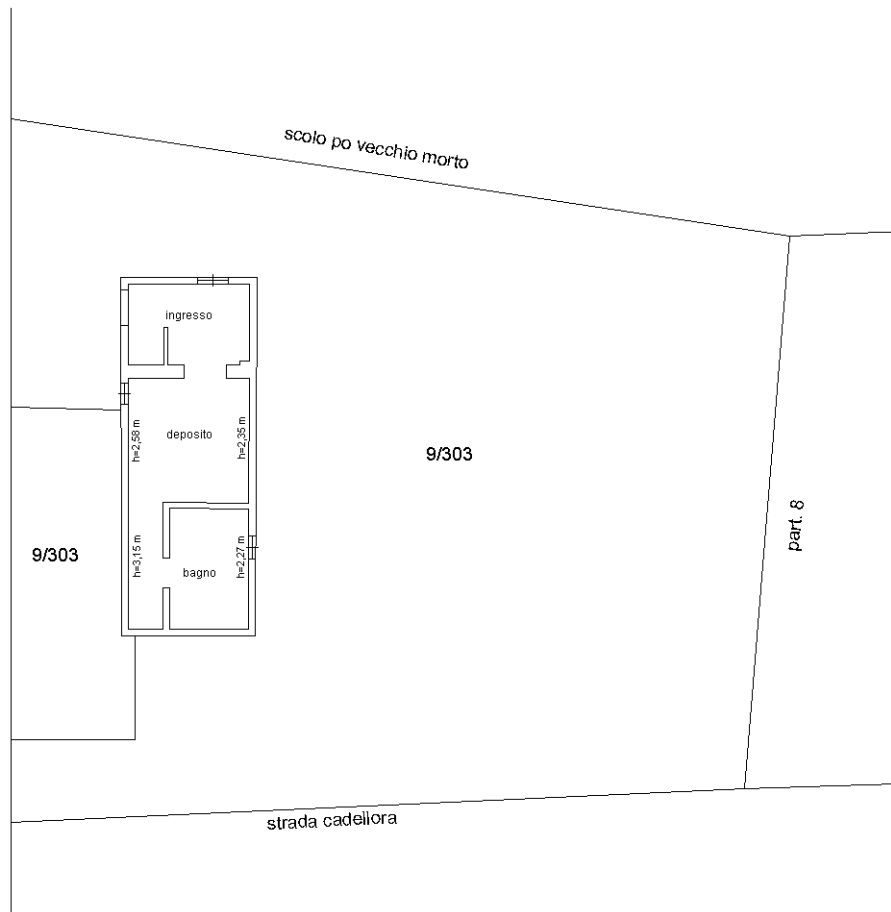 scolo po vecchio morto
ingresso
h=2,58 m
deposito
h=2,35 m
9/303
9/303
h=3,15 m
bagno
h=2,27 m
part. 8
strada cadellora